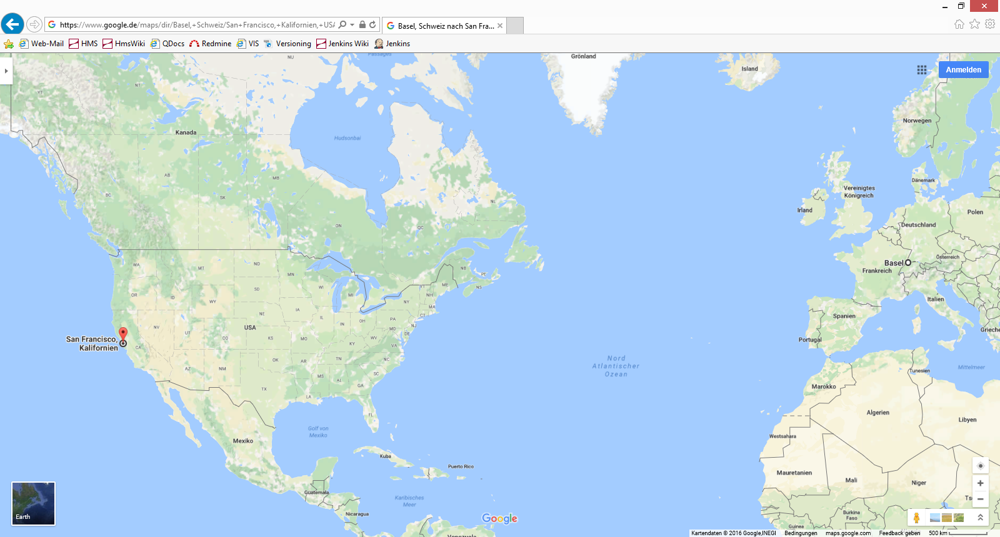 https://www.google.de/maps/dir/Basel,+Schweiz/San+Francisco,+Kalifornien,+USA
Basel, Schweiz nach San Fra...
Web-Mail
HMS
HmsWiki
QDocs
Redmine
VIS
Versioning
Jenkins Wiki
Jenkins
Anmelden
Grönland
Island
NU
NT
YT
Norwegen
Kanada
Hudsonbai
AB
MB
BC
SK
NL
ON
QC
Dänemark
Vereinigtes
Königreich
Irland
Polen
Deutschland
Österreich
Basel
Frankreich
WA
MT
ND
MN
NB
PE
NS
ME
OR
ID
SD
WI
MI
WY
NH
NY
MA
CT
Italien
Spanien
NE
IA
IL
IN
OH
PA
NJ
MD
DE
NV
UT
USA
CO
KS
MO
KY
WV
VA
Grieche
Portugal
San Francisco,
Kalifornien
CA
AZ
NM
OK
AR
TN
NC
SC
MS
AL
GA
TX
LA
FL
Nord
Atlantischer
Ozean
Mittelmeer
Tunesien
Marokko
Algerien
Libyen
Westsahara
Golf von
Mexiko
Mexiko
Kuba
Puerto Rico
Mauretanien
Mali
Niger
Guatemala
Karibisches
Meer
Nicaragua
Burkina
Faso
Guinea
Venezuela
Earth
Google
Kartendaten © 2016 Google,INEGI
Bedingungen
maps.google.com
Feedback geben
500 km